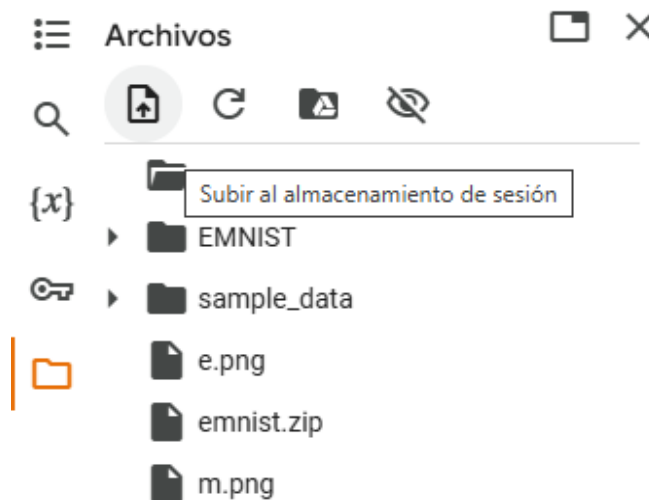 Archivos
{x}
Subir al almacenamiento de sesión
EMNIST
sample_data
e.png
emnist.zip
m.png